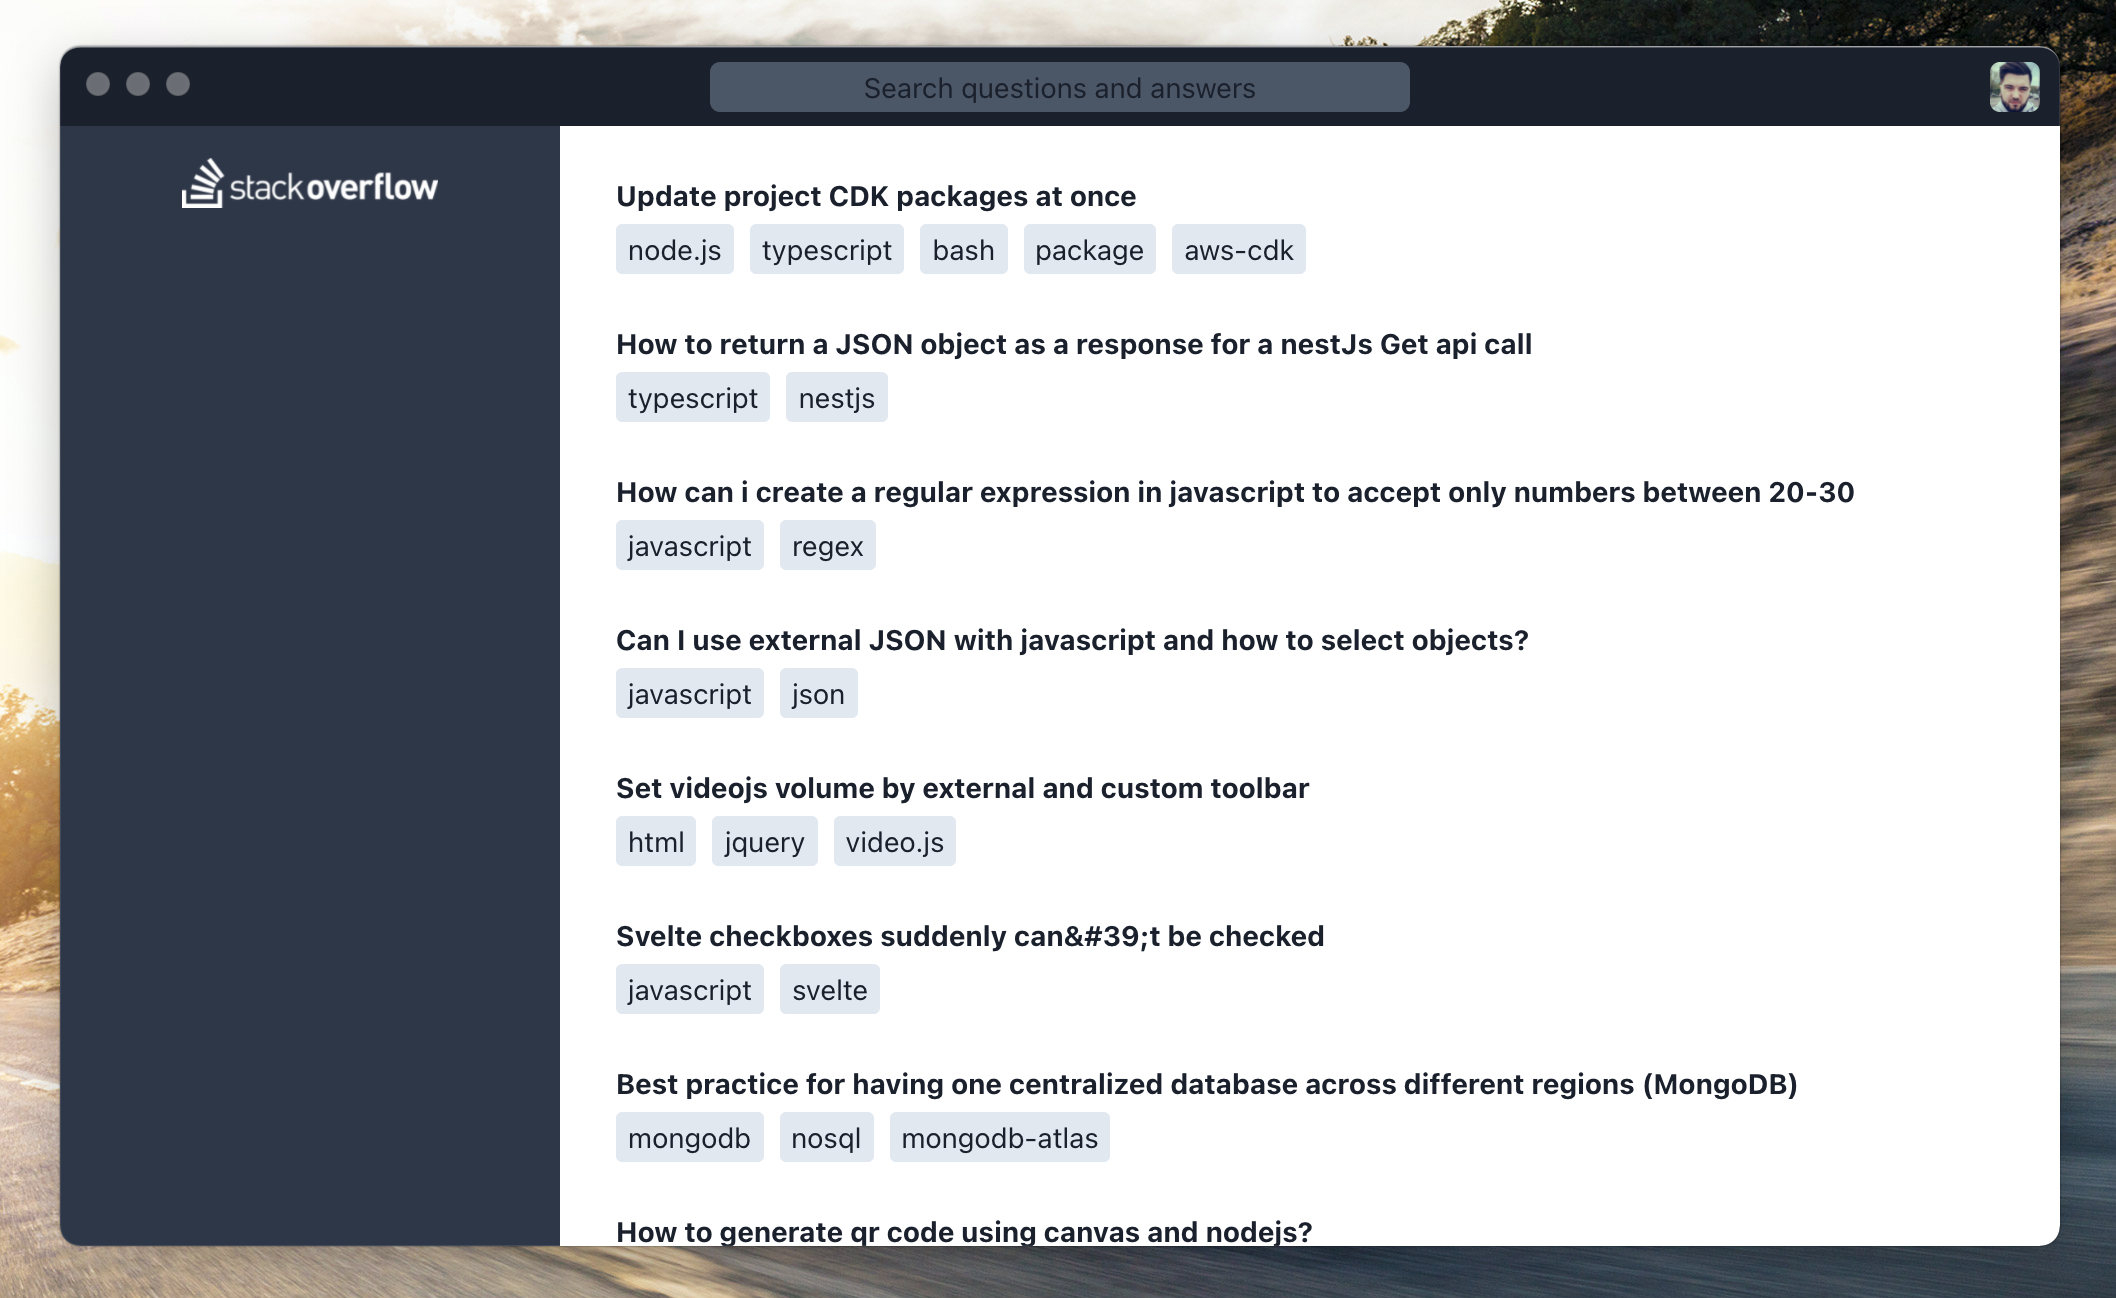 Search questions and answers
stackoverflow
Update project CDK packages at once
node.js typescript bash package aws-cdk
How to return a JSON object as a response for a nestJs Get api call
typescript nestjs
How can i create a regular expression in javascript to accept only numbers between 20-30
javascript regex
Can I use external JSON with javascript and how to select objects?
javascript json
Set videojs volume by external and custom toolbar
html jquery video.js
Svelte checkboxes suddenly can&#39;t be checked
javascript svelte
Best practice for having one centralized database across different regions (MongoDB)
mongodb nosql mongodb-atlas
How to generate qr code using canvas and nodejs?